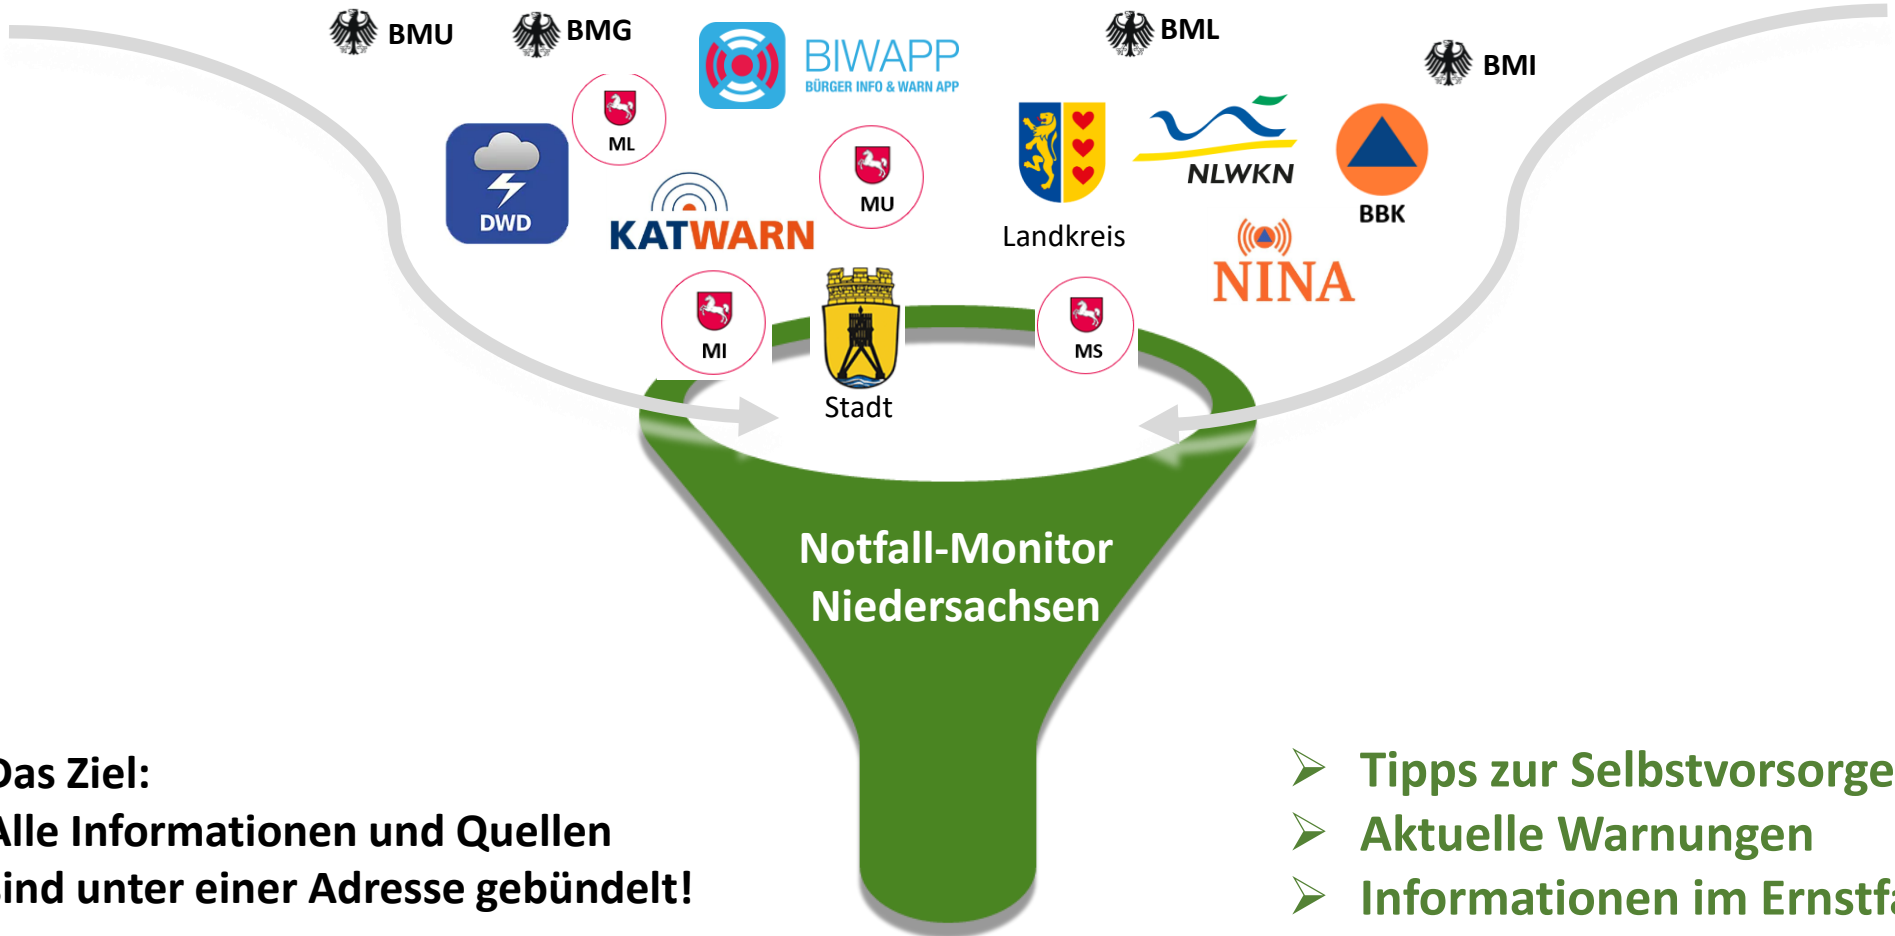 BMU
BMG
BIWAPP
BÜRGER INFO & WARN APP
BML
BMI
ML
DWD
KATWARN
MU
Landkreis
NLWKN
BBK
NINA
MI
Stadt
MS
Notfall-Monitor
Niedersachsen
Das Ziel:
Alle Informationen und Quellen
sind unter einer Adresse gebündelt!
Tipps zur Selbstvorsorge
Aktuelle Warnungen
Informationen im Ernstfa